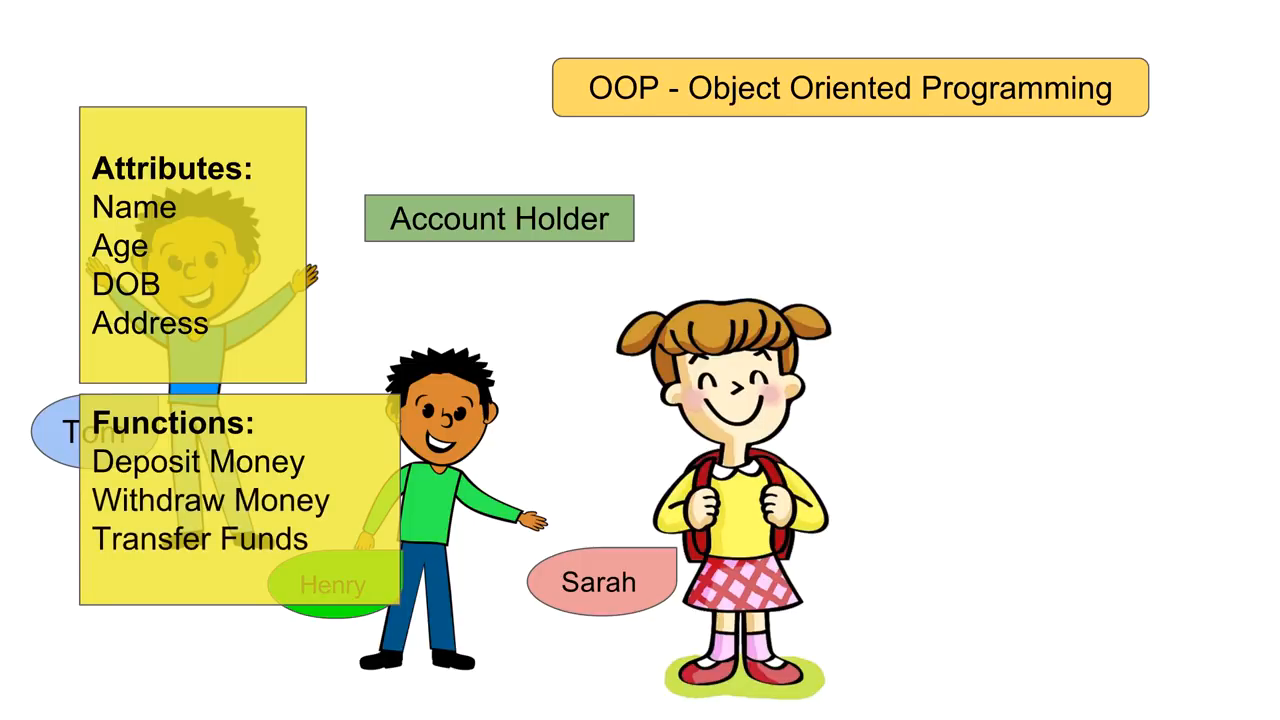 OOP - Object Oriented Programming
Attributes:
Name
Age
DOB
Address
Account Holder
Tom
Functions:
Deposit Money
Withdraw Money
Transfer Funds
Henry
Sarah